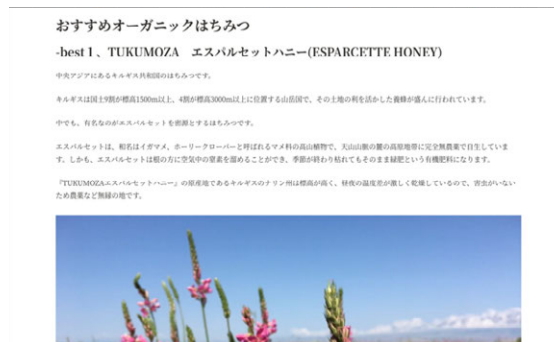 おすすめオーガニックはちみつ
-best 1 、TUKUMOZA　エスパルセットハニー(ESPARCETTE HONEY)
中央アジアにあるキルギス共和国のはちみつです。
キルギスは国土9割が標高1500m以上、4割が標高3000m以上に位置する山岳国で、その土地の利を活かした養蜂が盛んに行われています。
中でも、有名なのがエスパルセットを密源とするはちみつです。
エスパルセットは、和名はイガマメ、ホーリークローバーと呼ばれるマメ科の高山植物で、天山山脈の麓の高原地帯に完全無農薬で自生していま
す。しかも、エスパルセットは根の方に空気中の窒素を溜めることができ、季節が終わり枯れてもそのまま緑肥という有機肥料になります。
『TUKUMOZAエスパルセットハニー』の原産地であるキルギスのナリン州は標高が高く、昼夜の温度差が激しく乾燥しているので、害虫がいない
ため農薬など無縁の地です。